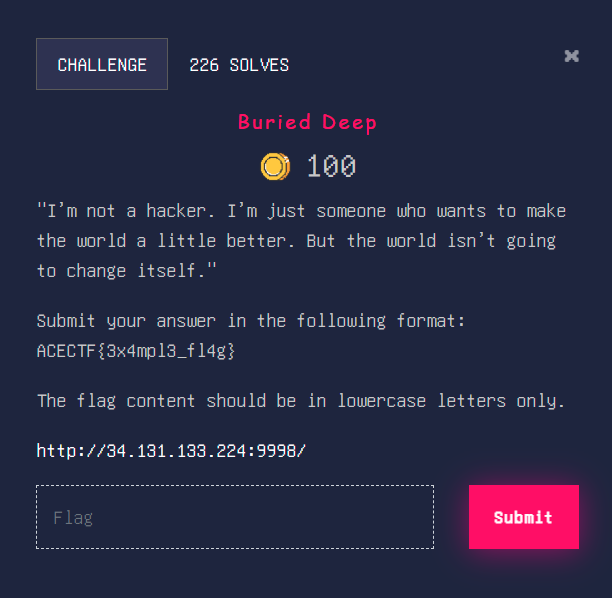 CHALLENGE
226 SOLVES
✖
Buried Deep
100
"I’m not a hacker. I’m just someone who wants to make
the world a little better. But the world isn’t going
to change itself."
Submit your answer in the following format:
ACECTF{3x4mpl3_fl4g}
The flag content should be in lowercase letters only.
http://34.131.133.224:9998/
Flag
Submit